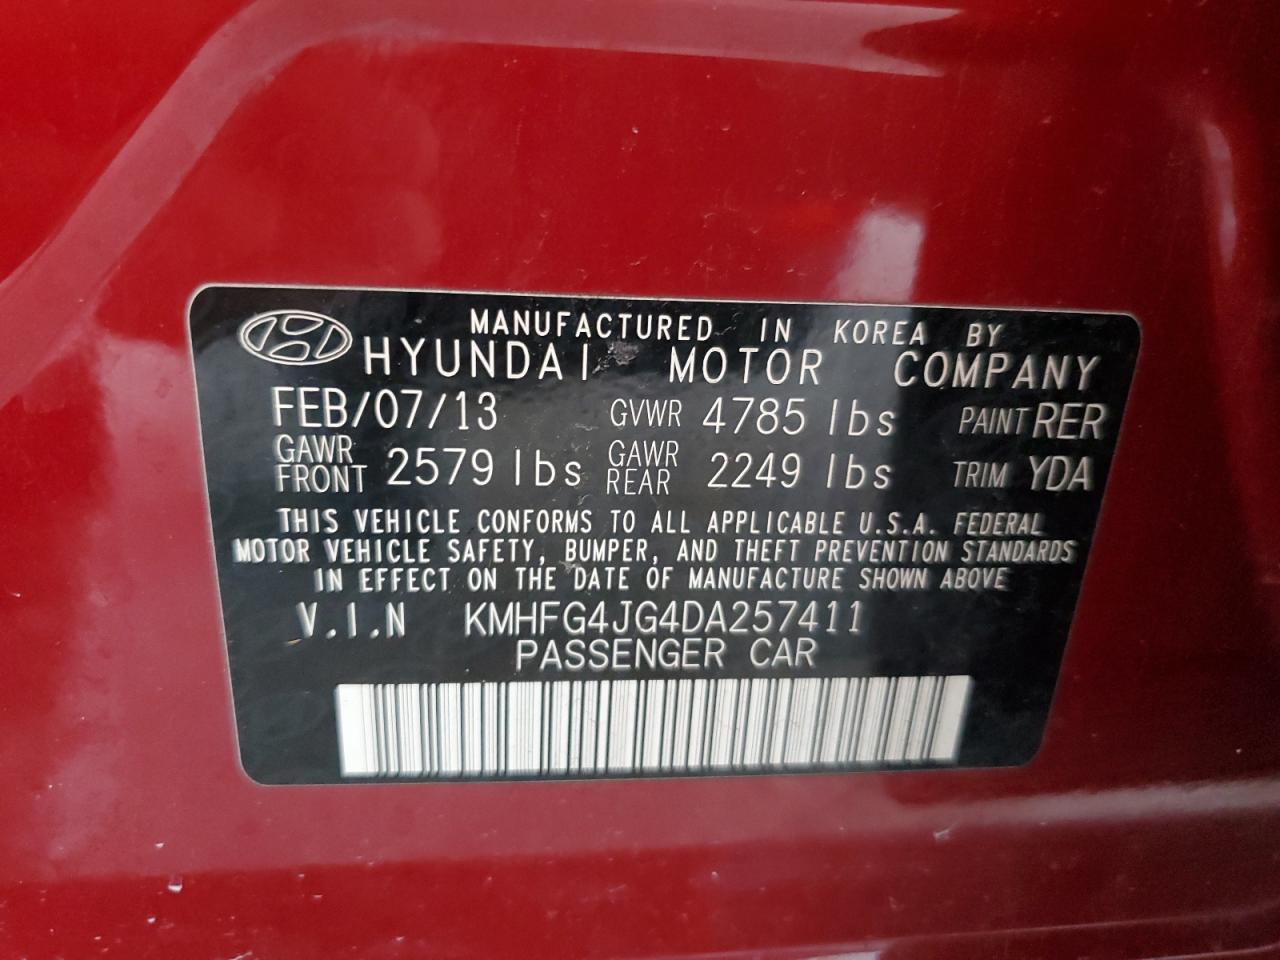 MANUFACTURED IN KOREA BY
HYUNDAI MOTOR COMPANY
FEB/07/13 GVWR 4785 lbs PAINT RER
GAWR FRONT 2579 lbs GAWR REAR 2249 lbs TRIM YDA
THIS VEHICLE CONFORMS TO ALL APPLICABLE U.S.A. FEDERAL
MOTOR VEHICLE SAFETY, BUMPER, AND THEFT PREVENTION STANDARDS
IN EFFECT ON THE DATE OF MANUFACTURE SHOWN ABOVE
V.I.N KMHFG4JG4DA257411
PASSENGER CAR